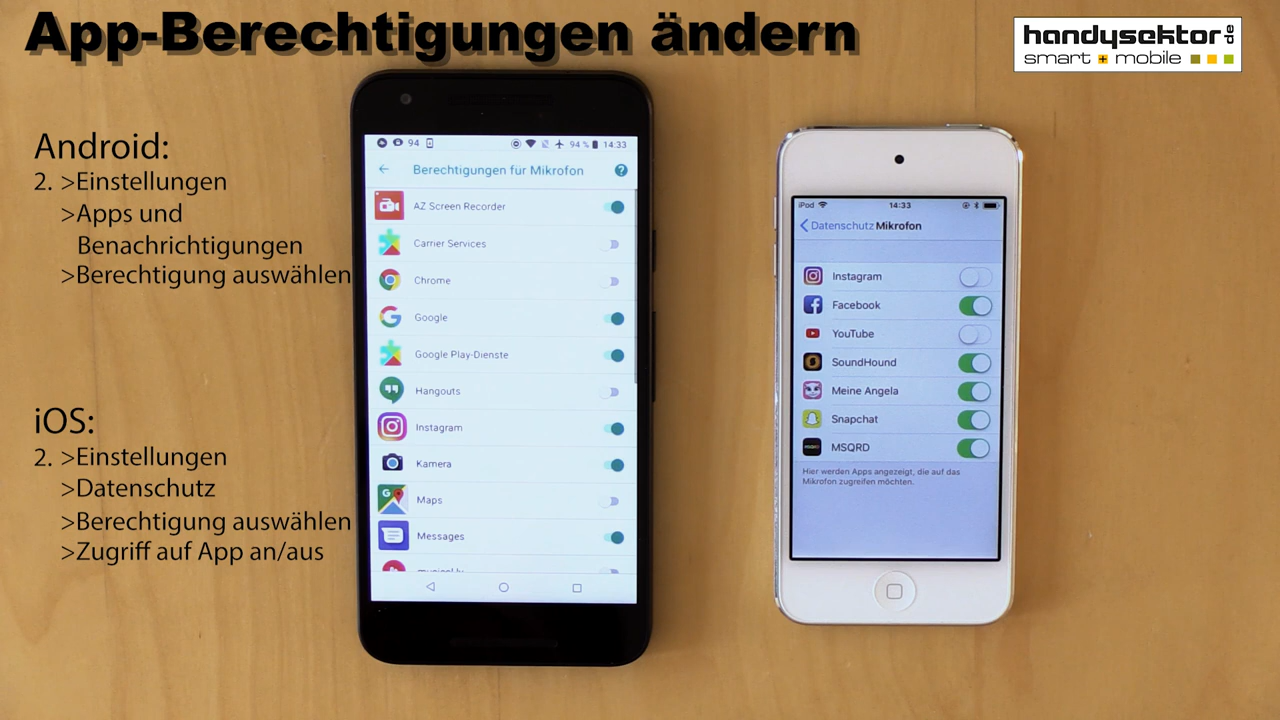 App-Berechtigungen ändern
handysektor.de
smart + mobile
Android:
2. >Einstellungen
>Apps und
Benachrichtigungen
>Berechtigung auswählen
iOS:
2. >Einstellungen
>Datenschutz
>Berechtigung auswählen
>Zugriff auf App an/aus
94 94 % 14:33
Berechtigungen für Mikrofon ?
AZ Screen Recorder
Carrier Services
Chrome
Google
Google Play-Dienste
Hangouts
Instagram
Kamera
Maps
Messages
iPod 14:33
Datenschutz Mikrofon
Instagram
Facebook
YouTube
SoundHound
Meine Angela
Snapchat
MSQRD
Hier werden Apps angezeigt, die auf das
Mikrofon zugreifen möchten.